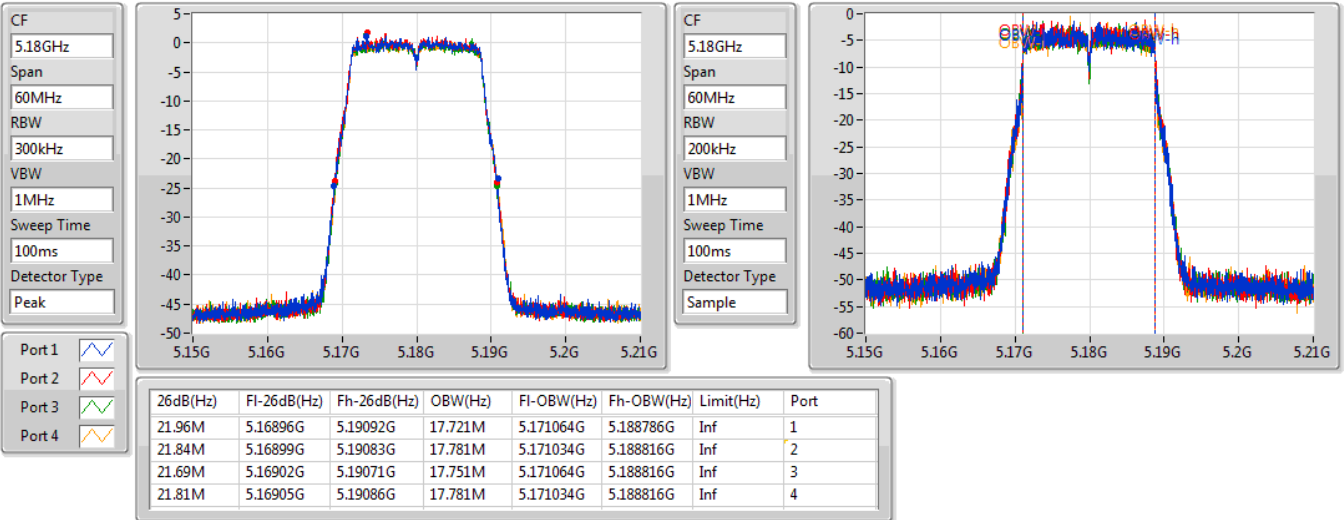 CF
5.18GHz
Span
60MHz
RBW
300kHz
VBW
1MHz
Sweep Time
100ms
Detector Type
Peak
5
0
-5
-10
-15
-20
-25
-30
-35
-40
-45
-50
5.15G 5.16G 5.17G 5.18G 5.19G 5.2G 5.21G
CF
5.18GHz
Span
60MHz
RBW
200kHz
VBW
1MHz
Sweep Time
100ms
Detector Type
Sample
0
-5
-10
-15
-20
-25
-30
-35
-40
-45
-50
-55
-60
5.15G 5.16G 5.17G 5.18G 5.19G 5.2G 5.21G
Port 1
Port 2
Port 3
Port 4
26dB(Hz) Fl-26dB(Hz) Fh-26dB(Hz) OBW(Hz) Fl-OBW(Hz) Fh-OBW(Hz) Limit(Hz) Port
21.96M 5.16896G 5.19092G 17.721M 5.171064G 5.188786G Inf 1
21.84M 5.16899G 5.19083G 17.781M 5.171034G 5.188816G Inf 2
21.69M 5.16902G 5.19071G 17.751M 5.171064G 5.188816G Inf 3
21.81M 5.16905G 5.19086G 17.781M 5.171034G 5.188816G Inf 4